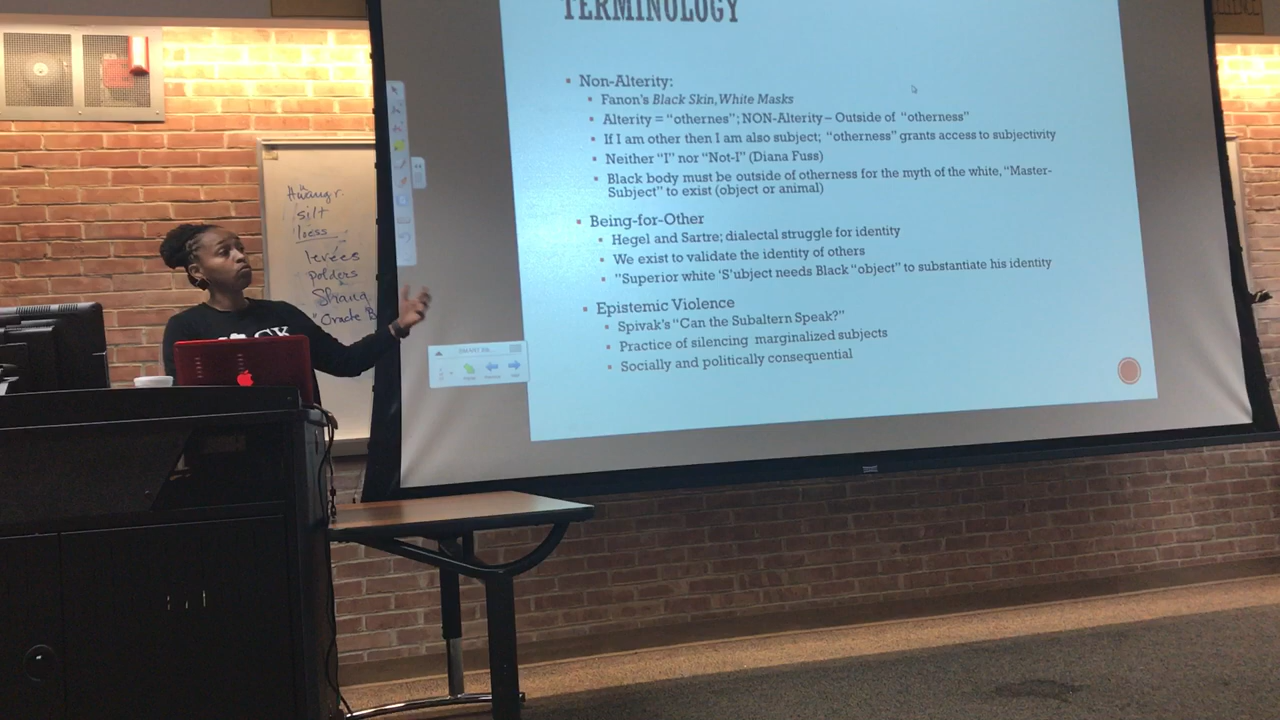 TERMINOLOGY
Non-Alterity:
Fanon's Black Skin, White Masks
Alterity = "othernes"; NON-Alterity – Outside of "otherness"
If I am other then I am also subject; "otherness" grants access to subjectivity
Neither "I" nor "Not-I" (Diana Fuss)
Black body must be outside of otherness for the myth of the white, "Master-
Subject" to exist (object or animal)
Being-for-Other
Hegel and Sartre; dialectal struggle for identity
We exist to validate the identity of others
"Superior white 'S'ubject needs Black "object" to substantiate his identity
Epistemic Violence
Spivak's "Can the Subaltern Speak?"
Practice of silencing marginalized subjects
Socially and politically consequential
Hwang r.
silt
loess
levées
polders
Shang
"Oracle B